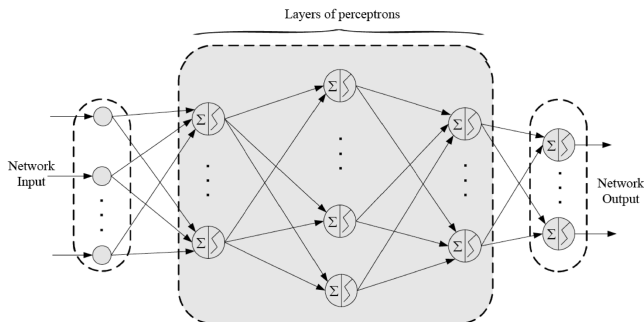 Layers of perceptrons
Network
Input
Σ
Σ
Σ
Σ
Σ
Σ
Σ
Σ
Σ
Network
Output